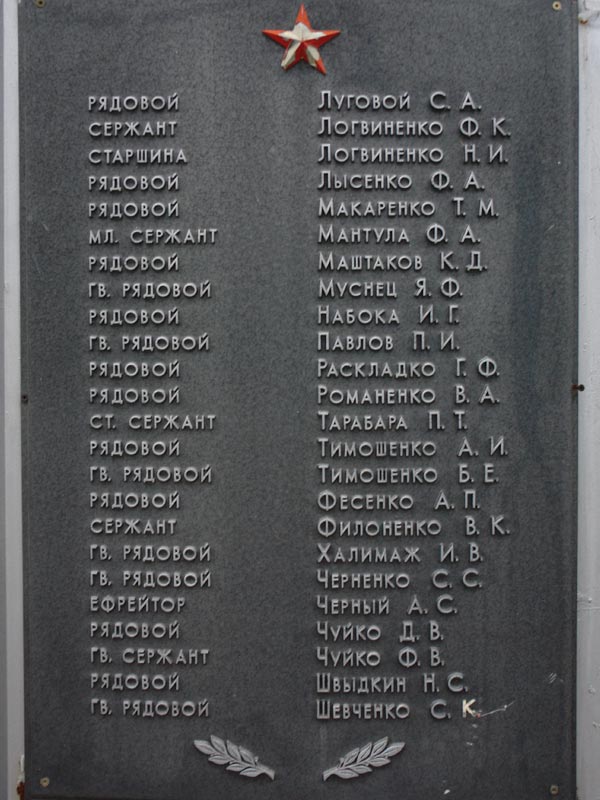 РЯДОВОЙ ЛУГОВОЙ С. А.
СЕРЖАНТ ЛОГВИНЕНКО Ф. К.
СТАРШИНА ЛОГВИНЕНКО Н. И.
РЯДОВОЙ ЛЫСЕНКО Ф. А.
РЯДОВОЙ МАКАРЕНКО Т. М.
МЛ. СЕРЖАНТ МАНТУЛА Ф. А.
РЯДОВОЙ МАШТАКОВ К. Д.
ГВ. РЯДОВОЙ МУСНЕЦ Я. Ф.
РЯДОВОЙ НАБОКА И. Г.
ГВ. РЯДОВОЙ ПАВЛОВ П. И.
РЯДОВОЙ РАСКЛАДКО Г. Ф.
РЯДОВОЙ РОМАНЕНКО В. А.
СТ. СЕРЖАНТ ТАРАБАРА П. Т.
РЯДОВОЙ ТИМОШЕНКО А. И.
ГВ. РЯДОВОЙ ТИМОШЕНКО Б. Е.
РЯДОВОЙ ФЕСЕНКО А. П.
СЕРЖАНТ ФИЛОНЕНКО В. К.
ГВ. РЯДОВОЙ ХАЛИМАЖ И. В.
ГВ. РЯДОВОЙ ЧЕРНЕНКО С. С.
ЕФРЕЙТОР ЧЕРНЫЙ А. С.
РЯДОВОЙ ЧУЙКО Д. В.
ГВ. СЕРЖАНТ ЧУЙКО Ф. В.
РЯДОВОЙ ШВЫДКИН Н. С.
ГВ. РЯДОВОЙ ШЕВЧЕНКО С. К.